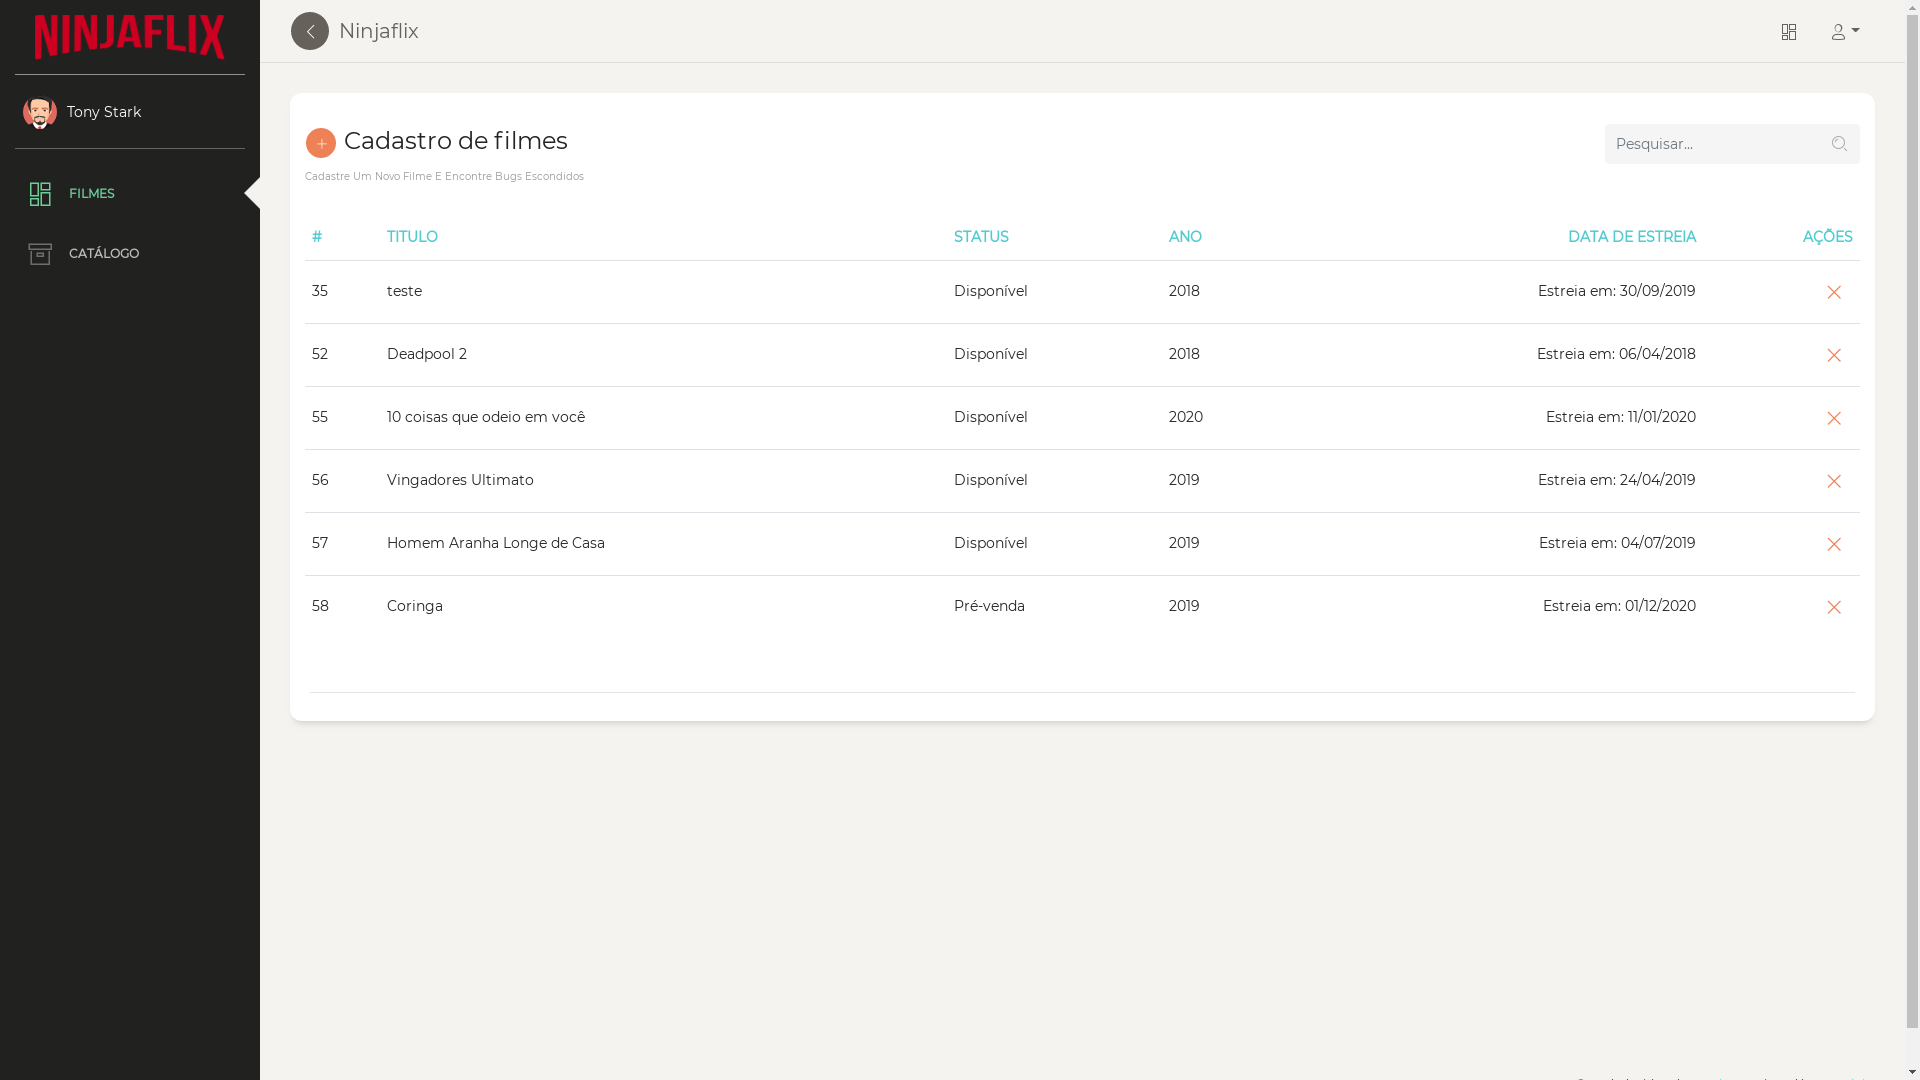 NINJAFLIX
Ninjaflix
Tony Stark
FILMES
CATÁLOGO
Cadastro de filmes
Pesquisar...
Cadastre Um Novo Filme E Encontre Bugs Escondidos
# TITULO STATUS ANO DATA DE ESTREIA AÇÕES
35 teste Disponível 2018 Estreia em: 30/09/2019
52 Deadpool 2 Disponível 2018 Estreia em: 06/04/2018
55 10 coisas que odeio em você Disponível 2020 Estreia em: 11/01/2020
56 Vingadores Ultimato Disponível 2019 Estreia em: 24/04/2019
57 Homem Aranha Longe de Casa Disponível 2019 Estreia em: 04/07/2019
58 Coringa Pré-venda 2019 Estreia em: 01/12/2020